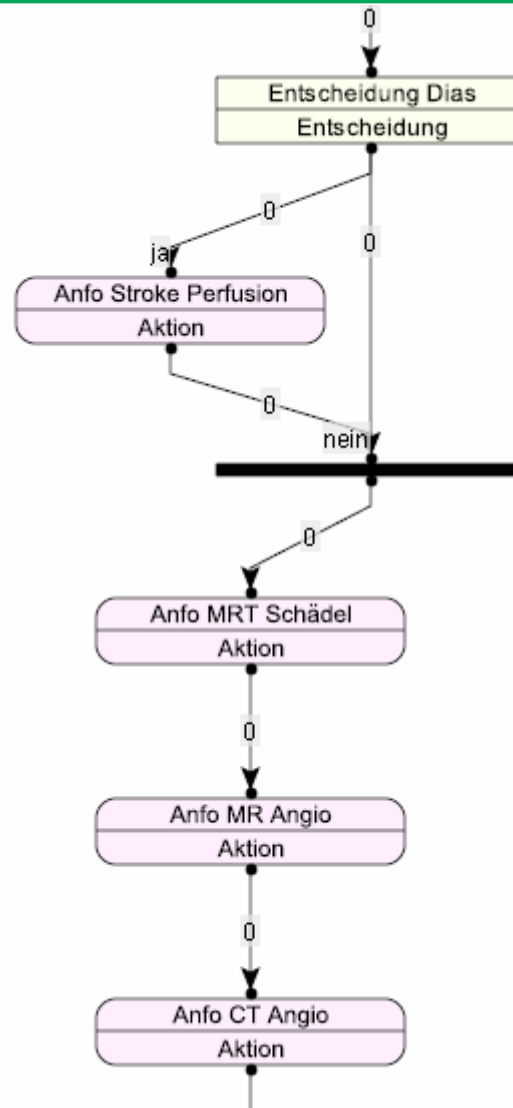 0
Entscheidung Dias
Entscheidung
0
0
ja
Anfo Stroke Perfusion
Aktion
0
nein
0
Anfo MRT Schädel
Aktion
0
Anfo MR Angio
Aktion
0
Anfo CT Angio
Aktion